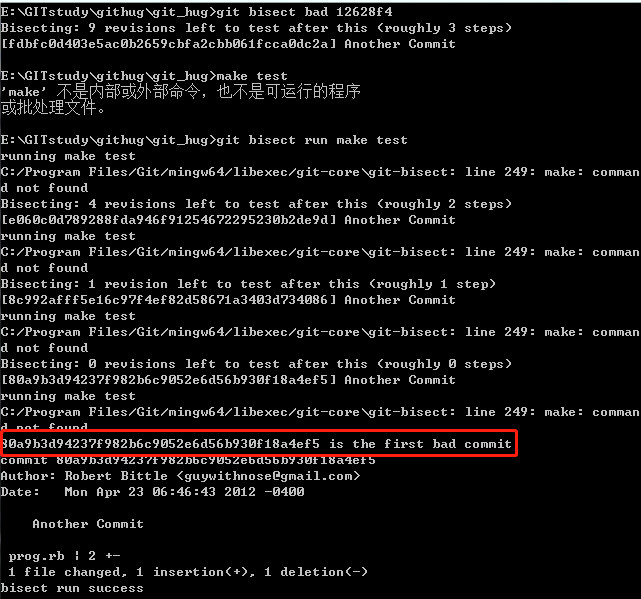 E:\GITstudy\githug\git_hug>git bisect bad 12628f4
Bisecting: 9 revisions left to test after this (roughly 3 steps)
[fdbfc0d403e5ac0b2659cbfa2cbb061fcca0dc2a] Another Commit
E:\GITstudy\githug\git_hug>make test
'make' 不是内部或外部命令，也不是可运行的程序
或批处理文件。
E:\GITstudy\githug\git_hug>git bisect run make test
running make test
C:/Program Files/Git/mingw64/libexec/git-core\git-bisect: line 249: make: comman
d not found
Bisecting: 4 revisions left to test after this (roughly 2 steps)
[e060c0d789288fda946f91254672295230b2de9d] Another Commit
running make test
C:/Program Files/Git/mingw64/libexec/git-core\git-bisect: line 249: make: comman
d not found
Bisecting: 1 revision left to test after this (roughly 1 step)
[8c992afff5e16c97f4ef82d58671a3403d734086] Another Commit
running make test
C:/Program Files/Git/mingw64/libexec/git-core\git-bisect: line 249: make: comman
d not found
Bisecting: 0 revisions left to test after this (roughly 0 steps)
[80a9b3d94237f982b6c9052e6d56b930f18a4ef5] Another Commit
running make test
C:/Program Files/Git/mingw64/libexec/git-core\git-bisect: line 249: make: comman
d not found
80a9b3d94237f982b6c9052e6d56b930f18a4ef5 is the first bad commit
commit 80a9b3d94237f982b6c9052e6d56b930f18a4ef5
Author: Robert Bittle <guywithnose@gmail.com>
Date:   Mon Apr 23 06:46:43 2012 -0400
Another Commit
prog.rb | 2 +-
1 file changed, 1 insertion(+), 1 deletion(-)
bisect run success